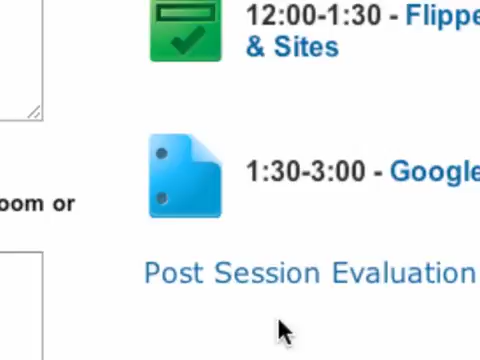 12:00-1:30 - Flippe
& Sites
1:30-3:00 - Google
oom or
Post Session Evaluation